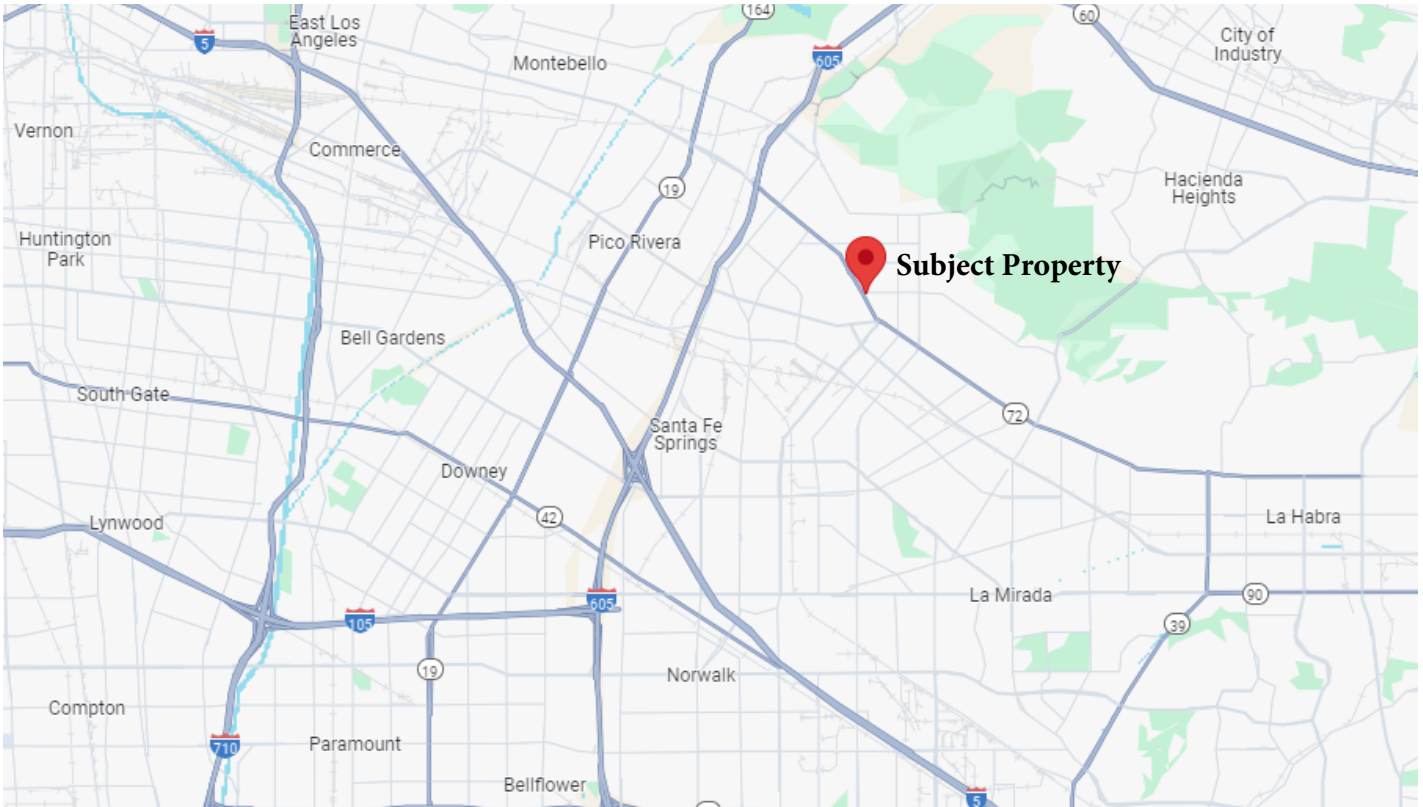 164
60
East Los
Angeles
5
City of
Industry
605
Montebello
Vernon
Commerce
Hacienda
Heights
19
Huntington
Park
Pico Rivera
Subject Property
Bell Gardens
South Gate
72
Santa Fe
Springs
Downey
42
La Habra
Lynwood
La Mirada
90
605
105
39
19
Norwalk
Compton
Paramount
710
Bellflower
5